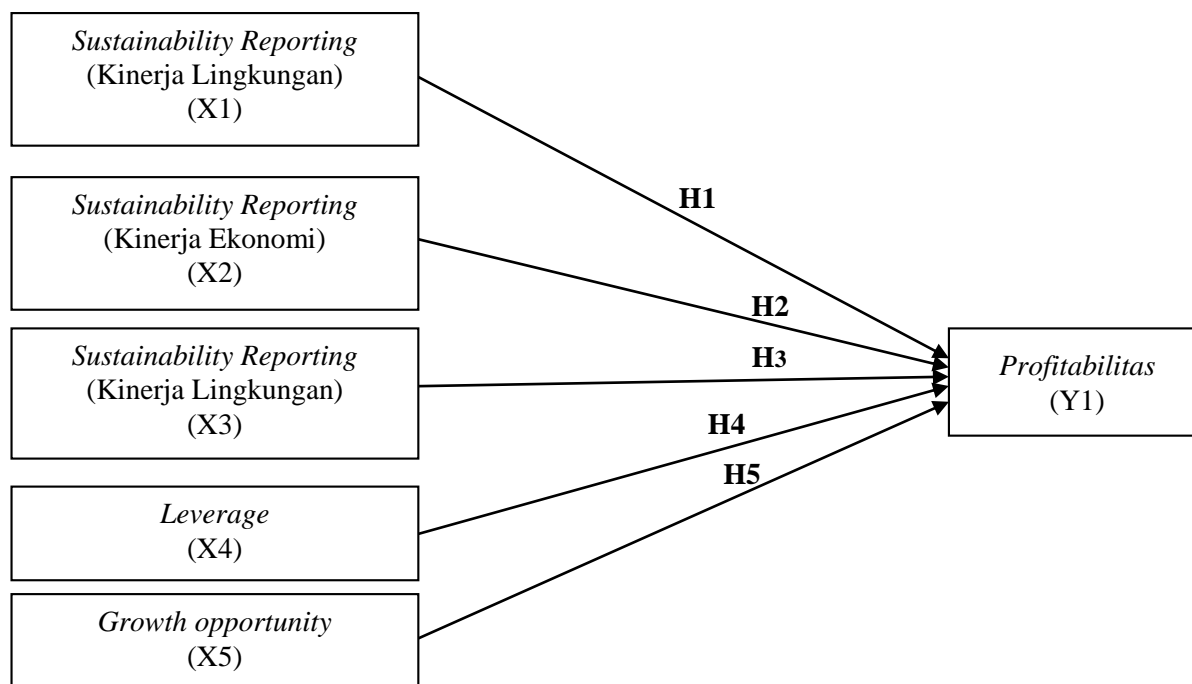 Sustainability Reporting
(Kinerja Lingkungan)
(X1)
Sustainability Reporting
(Kinerja Ekonomi)
(X2)
Sustainability Reporting
(Kinerja Lingkungan)
(X3)
Leverage
(X4)
Growth opportunity
(X5)
H1
H2
H3
H4
H5
Profitabilitas
(Y1)